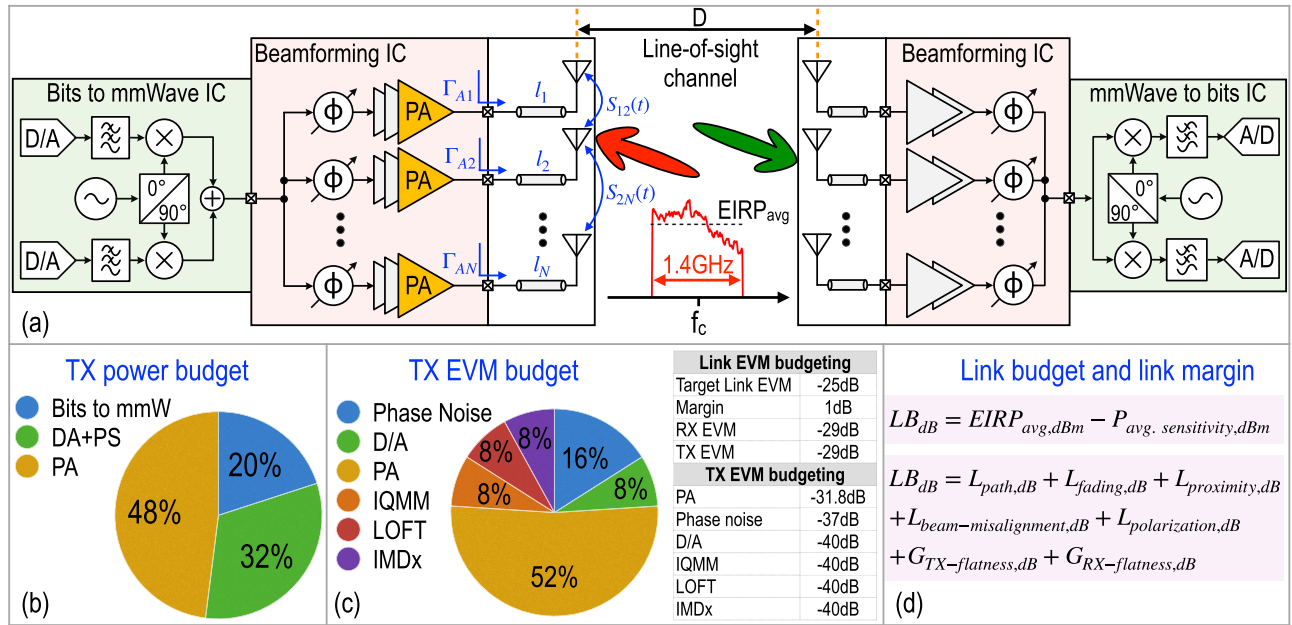 D
Line-of-sight
channel
Beamforming IC
Beamforming IC
Bits to mmWave IC
mmWave to bits IC
D/A
D/A
0°
90°
Φ
Φ
Φ
PA
PA
PA
Γ_A1
Γ_A2
Γ_AN
l_1
l_2
l_N
S_12(t)
S_2N(t)
EIRP_avg
1.4GHz
f_c
Φ
Φ
Φ
0°
90°
A/D
A/D
(a)
TX power budget
Bits to mmW
DA+PS
PA
20%
48%
32%
(b)
TX EVM budget
Phase Noise
D/A
PA
IQMM
LOFT
IMDx
8%
8%
16%
8%
8%
52%
(c)
Link EVM budgeting
Target Link EVM -25dB
Margin 1dB
RX EVM -29dB
TX EVM -29dB
TX EVM budgeting
PA -31.8dB
Phase noise -37dB
D/A -40dB
IQMM -40dB
LOFT -40dB
IMDx -40dB
Link budget and link margin
LB_dB = EIRP_avg,dBm − P_avg. sensitivity,dBm
LB_dB = L_path,dB + L_fading,dB + L_proximity,dB
+L_beam−misalignment,dB + L_polarization,dB
+G_TX−flatness,dB + G_RX−flatness,dB
(d)